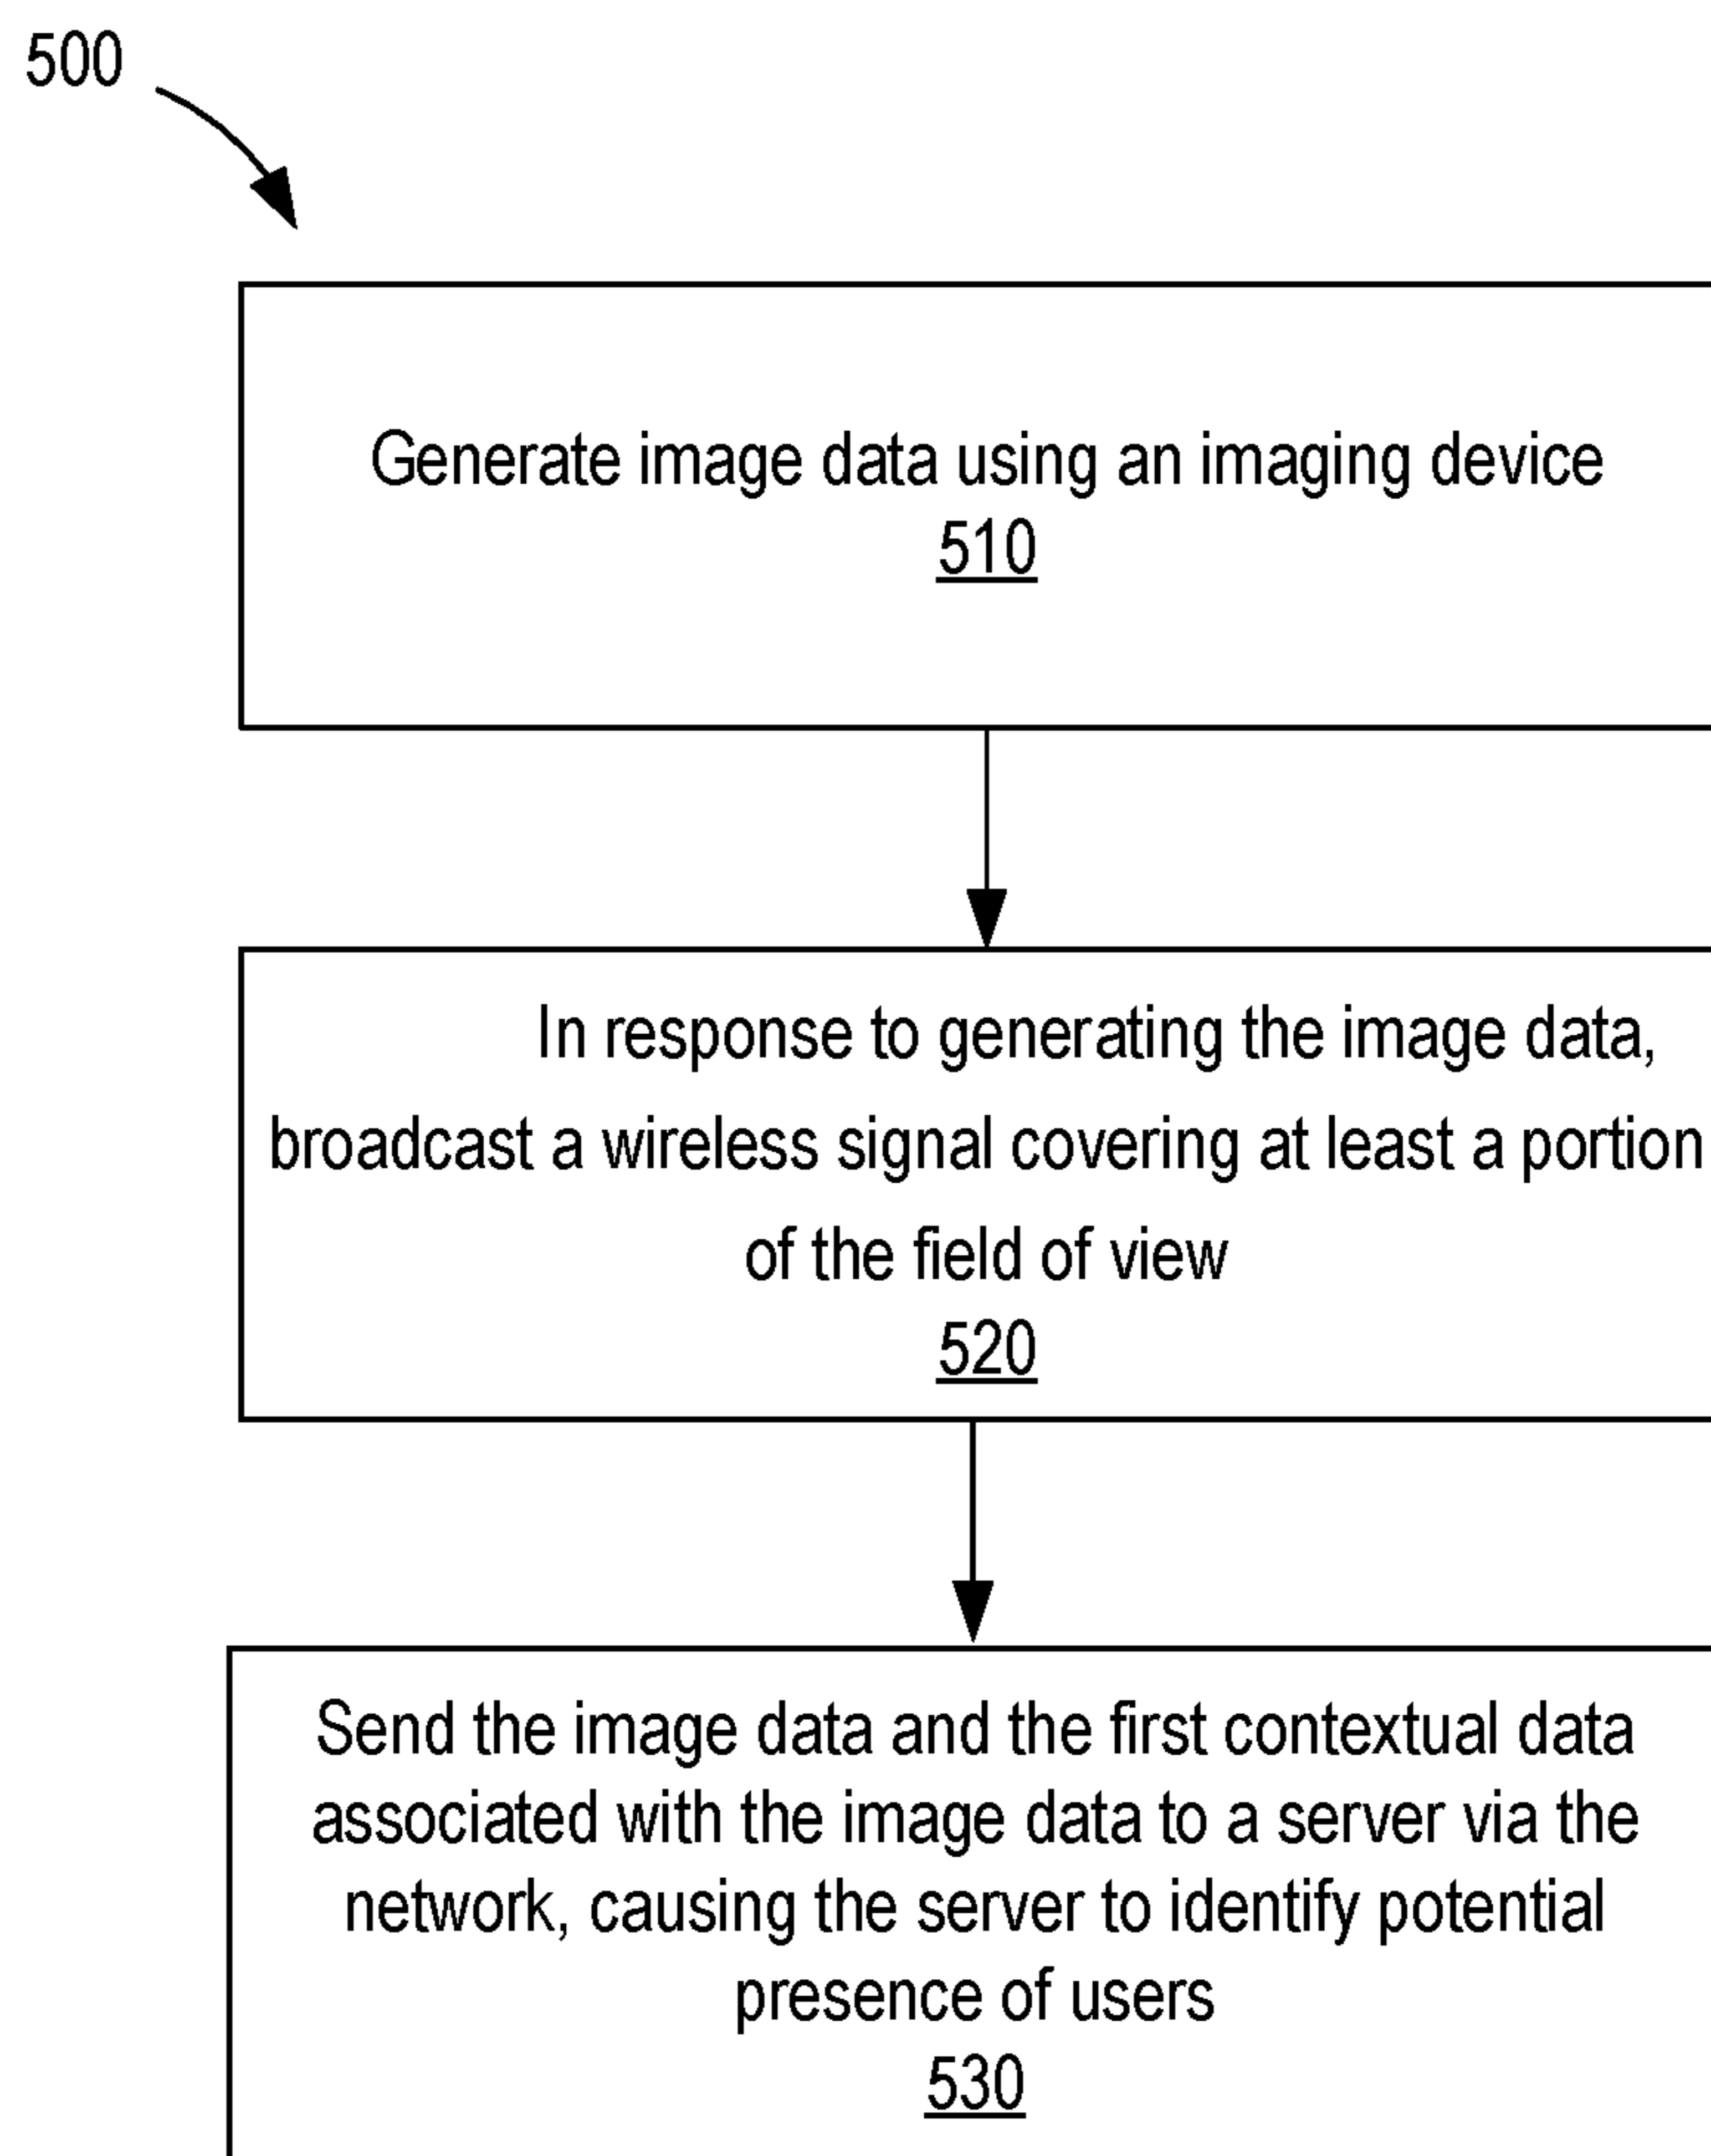 500
Generate image data using an imaging device
510
In response to generating the image data,
broadcast a wireless signal covering at least a portion
of the field of view
520
Send the image data and the first contextual data
associated with the image data to a server via the
network, causing the server to identify potential
presence of users
530